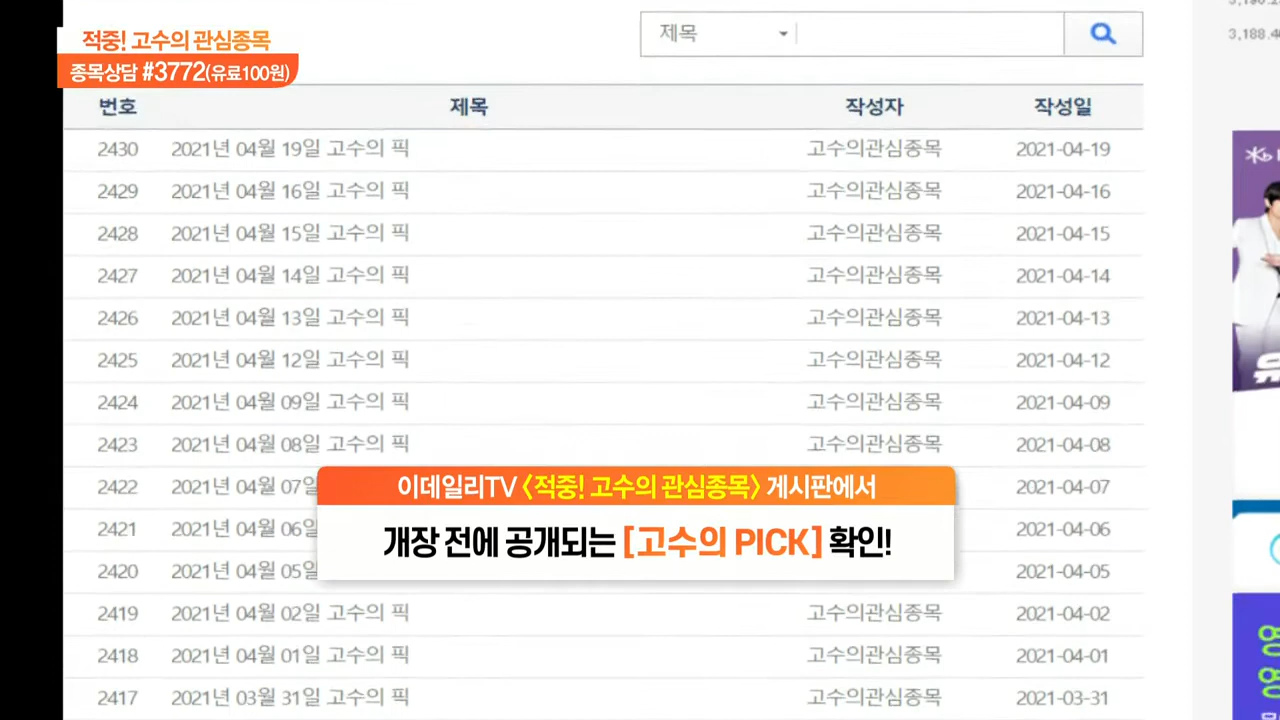 적중! 고수의 관심종목
종목상담 #3772(유료100원)
제목
번호 제목 작성자 작성일
2430 2021년 04월 19일 고수의 픽 고수의관심종목 2021-04-19
2429 2021년 04월 16일 고수의 픽 고수의관심종목 2021-04-16
2428 2021년 04월 15일 고수의 픽 고수의관심종목 2021-04-15
2427 2021년 04월 14일 고수의 픽 고수의관심종목 2021-04-14
2426 2021년 04월 13일 고수의 픽 고수의관심종목 2021-04-13
2425 2021년 04월 12일 고수의 픽 고수의관심종목 2021-04-12
2424 2021년 04월 09일 고수의 픽 고수의관심종목 2021-04-09
2423 2021년 04월 08일 고수의 픽 고수의관심종목 2021-04-08
2422 2021년 04월 07일 2021-04-07
2421 2021년 04월 06일 2021-04-06
2420 2021년 04월 05일 2021-04-05
이데일리TV <적중! 고수의 관심종목> 게시판에서
개장 전에 공개되는 [고수의 PICK] 확인!
2419 2021년 04월 02일 고수의 픽 고수의관심종목 2021-04-02
2418 2021년 04월 01일 고수의 픽 고수의관심종목 2021-04-01
2417 2021년 03월 31일 고수의 픽 고수의관심종목 2021-03-31